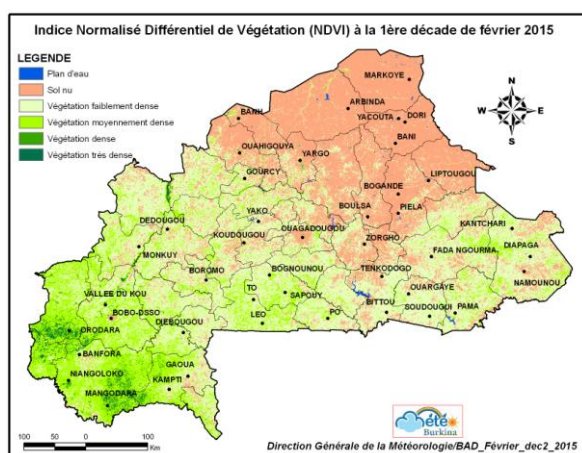 Indice Normalisé Différentiel de Végétation (NDVI) à la 1ère décade de février 2015
LEGENDE
Plan d'eau
Sol nu
Végétation faiblement dense
Végétation moyennement dense
Végétation dense
Végétation très dense
N
W
E
S
MARKOYE
ARBINDA
YACOUTA
DORI
BANH
BANI
OUAHIGOUYA
YARGO
LIPTOUGOU
GOURCY
BOGANDE
BOULSA
PIELA
YAKO
KANTCHARI
DEDOUGOU
KOUDOUGOU
OUAGADOUGOU
ZORGHO
FADA NGOURMA
DIAPAGA
MONKUY
BOROMO
BOGNOUNOU
TENKODOGO
NAMOUNOU
VALLEE DU KOU
TO
SAPOUY
OUARGAYE
BOBO-DSSO
BITTOU
SOUDOUGUI
PAMA
ORODARA
DIEBOUGOU
LEO
PO
BANFORA
GAOUA
NIANGOLOKO
KAMPTI
MANGODARA
100 50 0 100
Km
Météo
Burkina
Direction Générale de la Météorologie/BAD_Février_dec2_2015